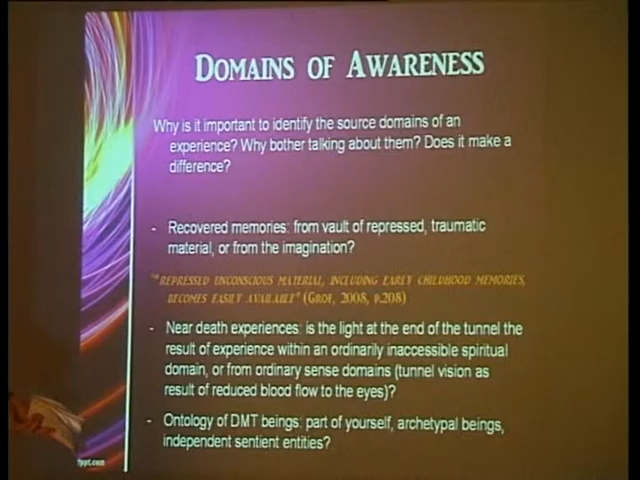 DOMAINS OF AWARENESS
Why is it important to identify the source domains of an
experience? Why bother talking about them? Does it make a
difference?
- Recovered memories: from vault of repressed, traumatic
material, or from the imagination?
"REPRESSED UNCONSCIOUS MATERIAL, INCLUDING EARLY CHILDHOOD MEMORIES,
BECOMES EASILY AVAILABLE" (GROF, 2008, P.208)
- Near death experiences: is the light at the end of the tunnel the
result of experience within an ordinarily inaccessible spiritual
domain, or from ordinary sense domains (tunnel vision as
result of reduced blood flow to the eyes)?
- Ontology of DMT beings: part of yourself, archetypal beings,
independent sentient entities?
fppt.com